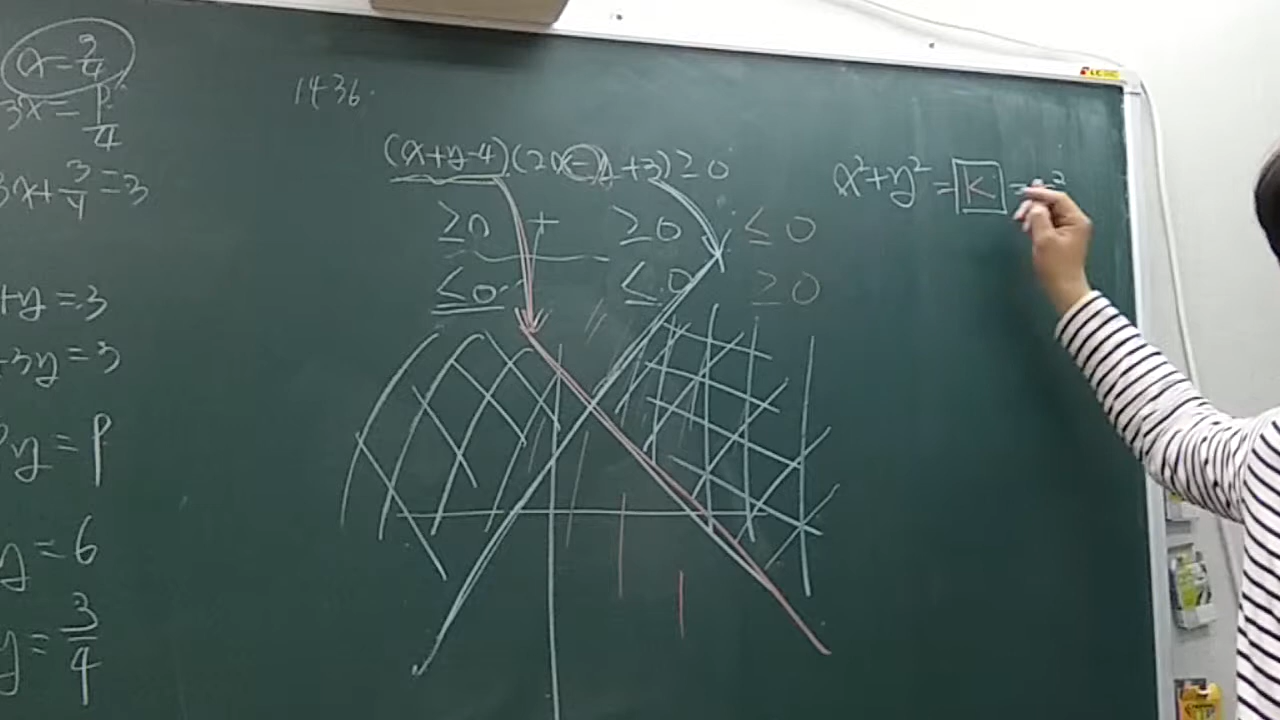 x = 3/4
3x = p/4
3x + 3/4 = 3
+y = 3
+3y = 3
y = p
y = 6
y = 3/4
1436.
(x+y-4)(2x-y+3) ≥ 0
≥0 + ≥0 ≤0
≤0 ≤0 ≥0
x² + y² = k =